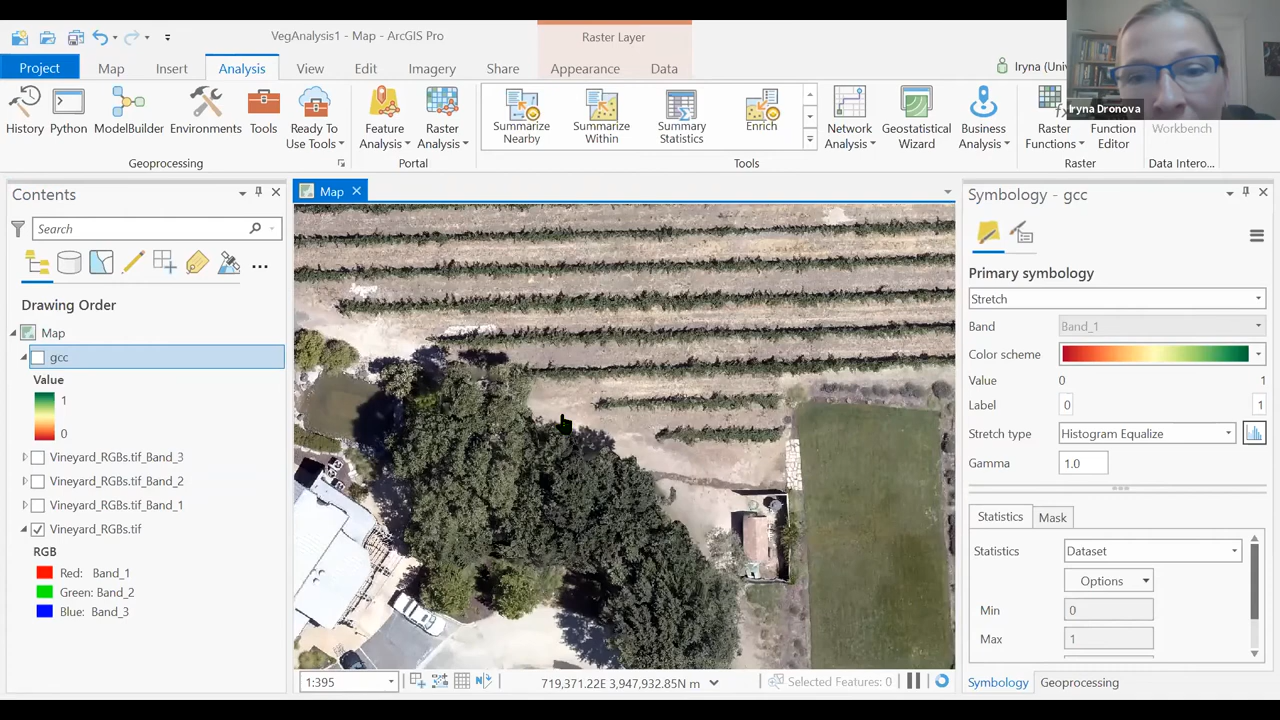 VegAnalysis1 - Map - ArcGIS Pro
Raster Layer
Project
Map
Insert
Analysis
View
Edit
Imagery
Share
Appearance
Data
Iryna (Univ
Iryna Dronova
History
Python
ModelBuilder
Environments
Tools
Ready To
Use Tools
Feature
Analysis
Raster
Analysis
Summarize
Nearby
Summarize
Within
Summary
Statistics
Enrich
Network
Analysis
Geostatistical
Wizard
Business
Analysis
Raster
Functions
Function
Editor
Workbench
Geoprocessing
Portal
Tools
Raster
Data Intero...
Contents
Search
Drawing Order
Map
gcc
Value
1
0
Vineyard_RGBs.tif_Band_3
Vineyard_RGBs.tif_Band_2
Vineyard_RGBs.tif_Band_1
Vineyard_RGBs.tif
RGB
Red: Band_1
Green: Band_2
Blue: Band_3
Map
1:395
719,371.22E 3,947,932.85N m
Selected Features: 0
Symbology - gcc
Primary symbology
Stretch
Band
Band_1
Color scheme
Value
0
1
Label
0
1
Stretch type
Histogram Equalize
Gamma
1.0
Statistics
Mask
Statistics
Dataset
Options
Min
0
Max
1
Symbology
Geoprocessing